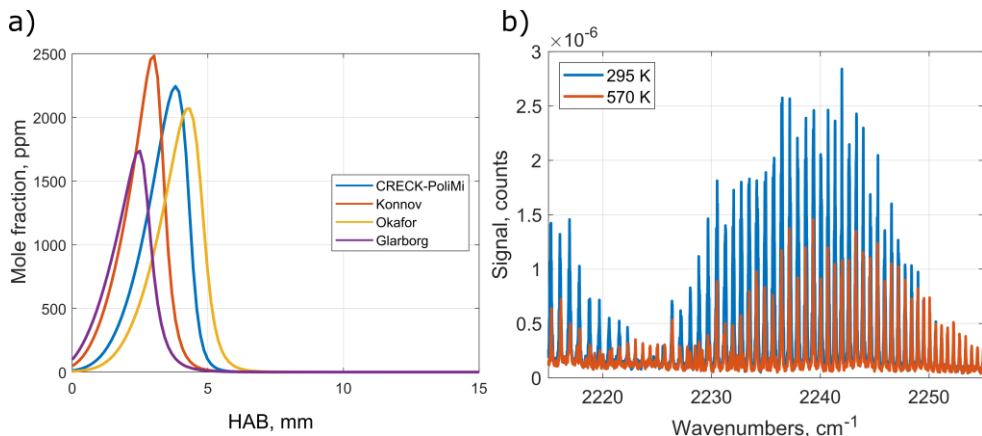 a)
2500
2000
1500
1000
500
0
Mole fraction, ppm
CRECK-PoliMi
Konnov
Okafor
Glarborg
0 5 10 15
HAB, mm
b)
×10⁻⁶
3
2.5
2
1.5
1
0.5
0
Signal, counts
295 K
570 K
2220 2230 2240 2250
Wavenumbers, cm⁻¹